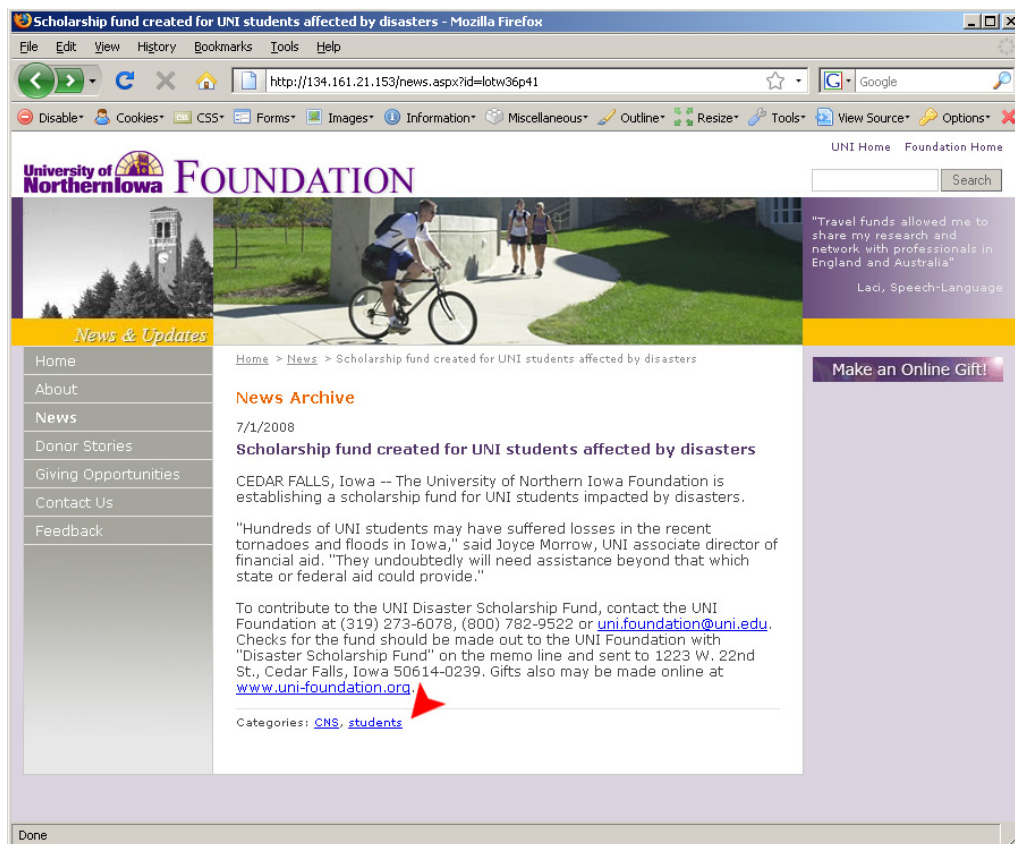 Scholarship fund created for UNI students affected by disasters - Mozilla Firefox
File Edit View History Bookmarks Tools Help
http://134.161.21.153/news.aspx?id=lotw36p41
G Google
Disable Cookies CSS Forms Images Information Miscellaneous Outline Resize Tools View Source Options
UNI Home Foundation Home
University of
Northern Iowa FOUNDATION
Search
"Travel funds allowed me to
share my research and
network with professionals in
England and Australia"
Laci, Speech-Language
News & Updates
Home
About
News
Donor Stories
Giving Opportunities
Contact Us
Feedback
Home > News > Scholarship fund created for UNI students affected by disasters
News Archive
7/1/2008
Scholarship fund created for UNI students affected by disasters
CEDAR FALLS, Iowa -- The University of Northern Iowa Foundation is
establishing a scholarship fund for UNI students impacted by disasters.
"Hundreds of UNI students may have suffered losses in the recent
tornadoes and floods in Iowa," said Joyce Morrow, UNI associate director of
financial aid. "They undoubtedly will need assistance beyond that which
state or federal aid could provide."
To contribute to the UNI Disaster Scholarship Fund, contact the UNI
Foundation at (319) 273-6078, (800) 782-9522 or uni.foundation@uni.edu.
Checks for the fund should be made out to the UNI Foundation with
"Disaster Scholarship Fund" on the memo line and sent to 1223 W. 22nd
St., Cedar Falls, Iowa 50614-0239. Gifts also may be made online at
www.uni-foundation.org.
Categories: CNS, students
Make an Online Gift!
Done